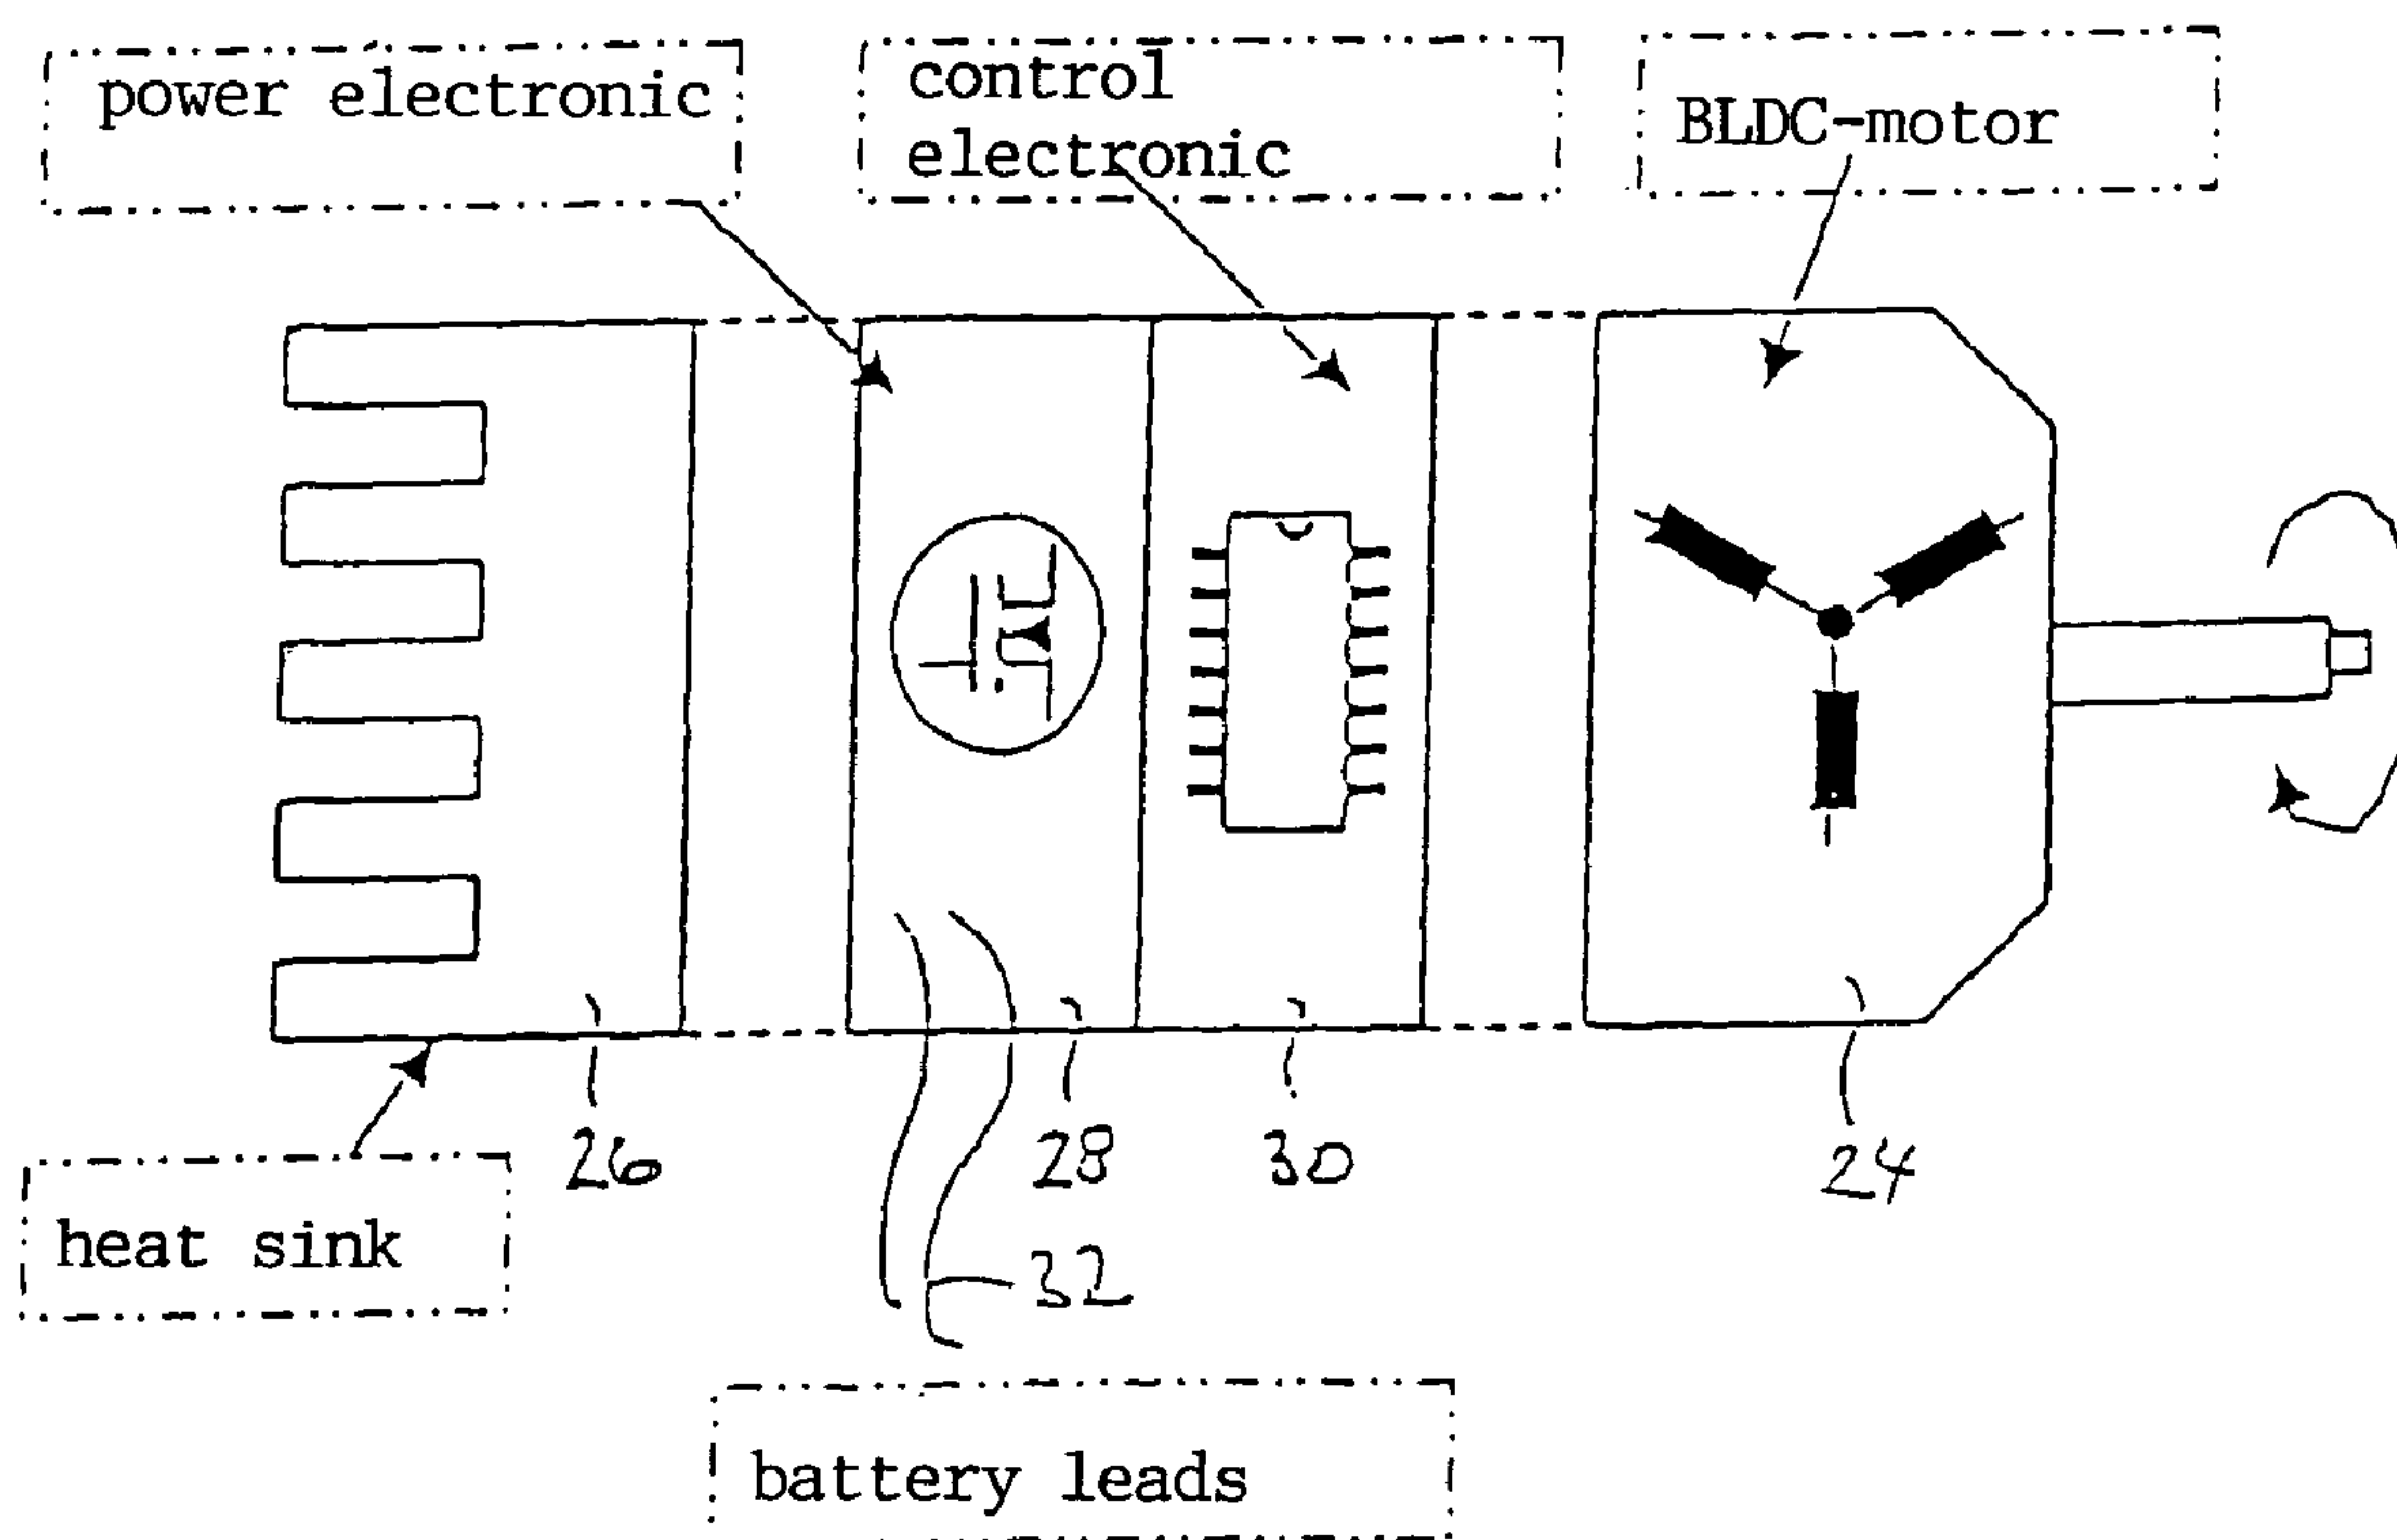 power electronic
control
electronic
BLDC-motor
26
28
30
24
heat sink
32
battery leads